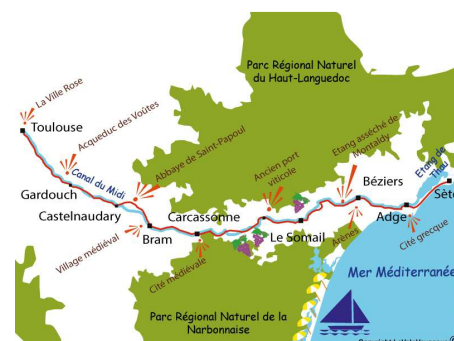 Parc Régional Naturel
du Haut-Languedoc
La Ville Rose
Toulouse
Acqueduc des Voûtes
Canal du Midi
Abbaye de Saint-Papoul
Gardouch
Castelnaudary
Village médiéval
Bram
Carcassonne
Cité médiévale
Ancien port
viticole
Le Somail
Etang asséché de
Montaldy
Béziers
Arènes
Adge
Cité grecque
Etang de
Thau
Sète
Mer Méditerranée
Parc Régional Naturel de la
Narbonnaise